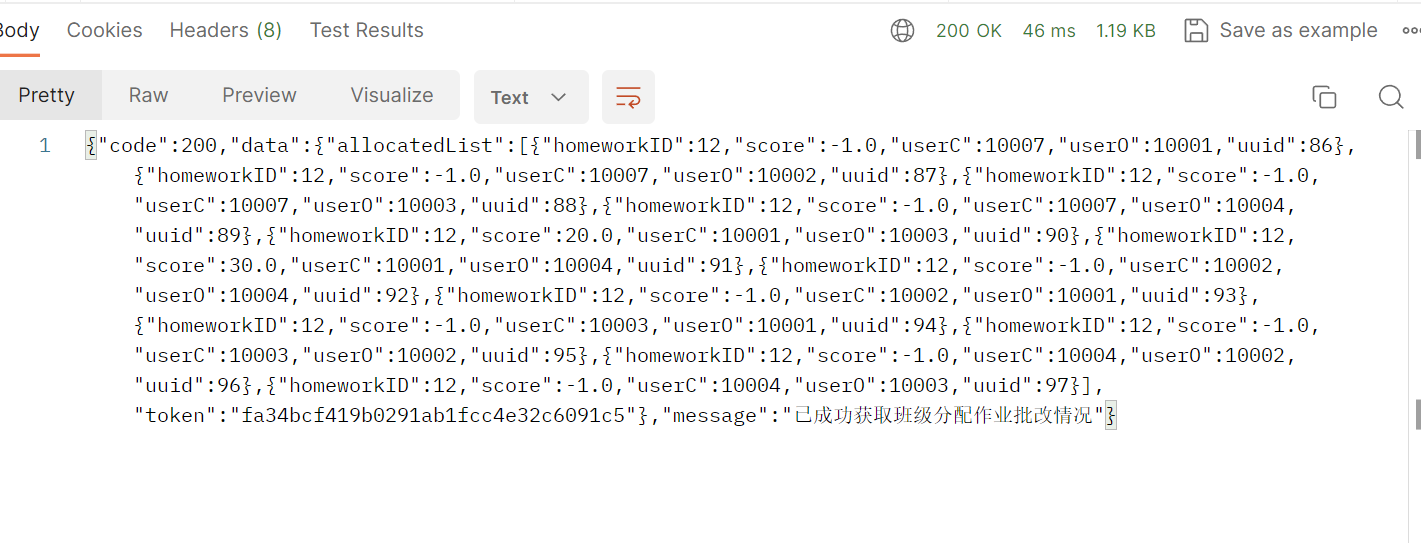 Body Cookies Headers (8) Test Results 200 OK 46 ms 1.19 KB Save as example
Pretty Raw Preview Visualize Text
1 {"code":200,"data":{"allocatedList":[{"homeworkID":12,"score":-1.0,"userC":10007,"userO":10001,"uuid":86},
{"homeworkID":12,"score":-1.0,"userC":10007,"userO":10002,"uuid":87},{"homeworkID":12,"score":-1.0,
"userC":10007,"userO":10003,"uuid":88},{"homeworkID":12,"score":-1.0,"userC":10007,"userO":10004,
"uuid":89},{"homeworkID":12,"score":20.0,"userC":10001,"userO":10003,"uuid":90},{"homeworkID":12,
"score":30.0,"userC":10001,"userO":10004,"uuid":91},{"homeworkID":12,"score":-1.0,"userC":10002,
"userO":10004,"uuid":92},{"homeworkID":12,"score":-1.0,"userC":10002,"userO":10001,"uuid":93},
{"homeworkID":12,"score":-1.0,"userC":10003,"userO":10001,"uuid":94},{"homeworkID":12,"score":-1.0,
"userC":10003,"userO":10002,"uuid":95},{"homeworkID":12,"score":-1.0,"userC":10004,"userO":10002,
"uuid":96},{"homeworkID":12,"score":-1.0,"userC":10004,"userO":10003,"uuid":97}],
"token":"fa34bcf419b0291ab1fcc4e32c6091c5"},"message":"已成功获取班级分配作业批改情况"}